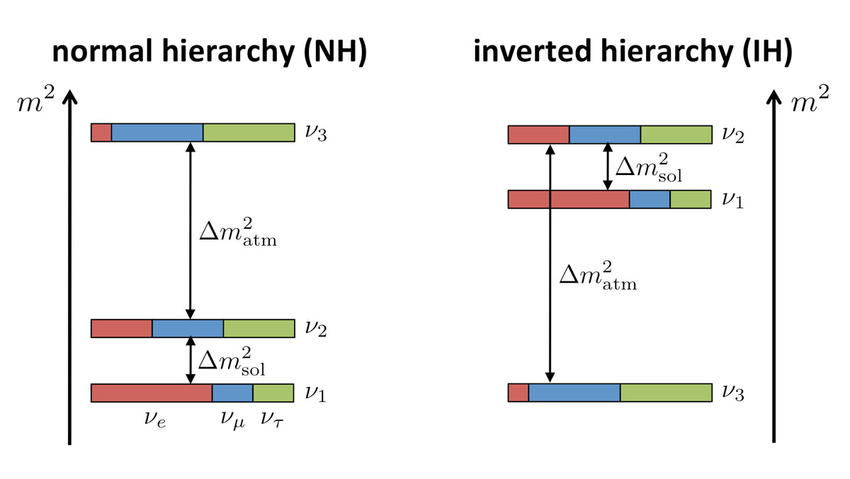 normal hierarchy (NH)
m²
ν₃
Δm²atm
ν₂
Δm²sol
ν₁
νₑ νμ ντ
inverted hierarchy (IH)
m²
ν₂
Δm²sol
ν₁
Δm²atm
ν₃